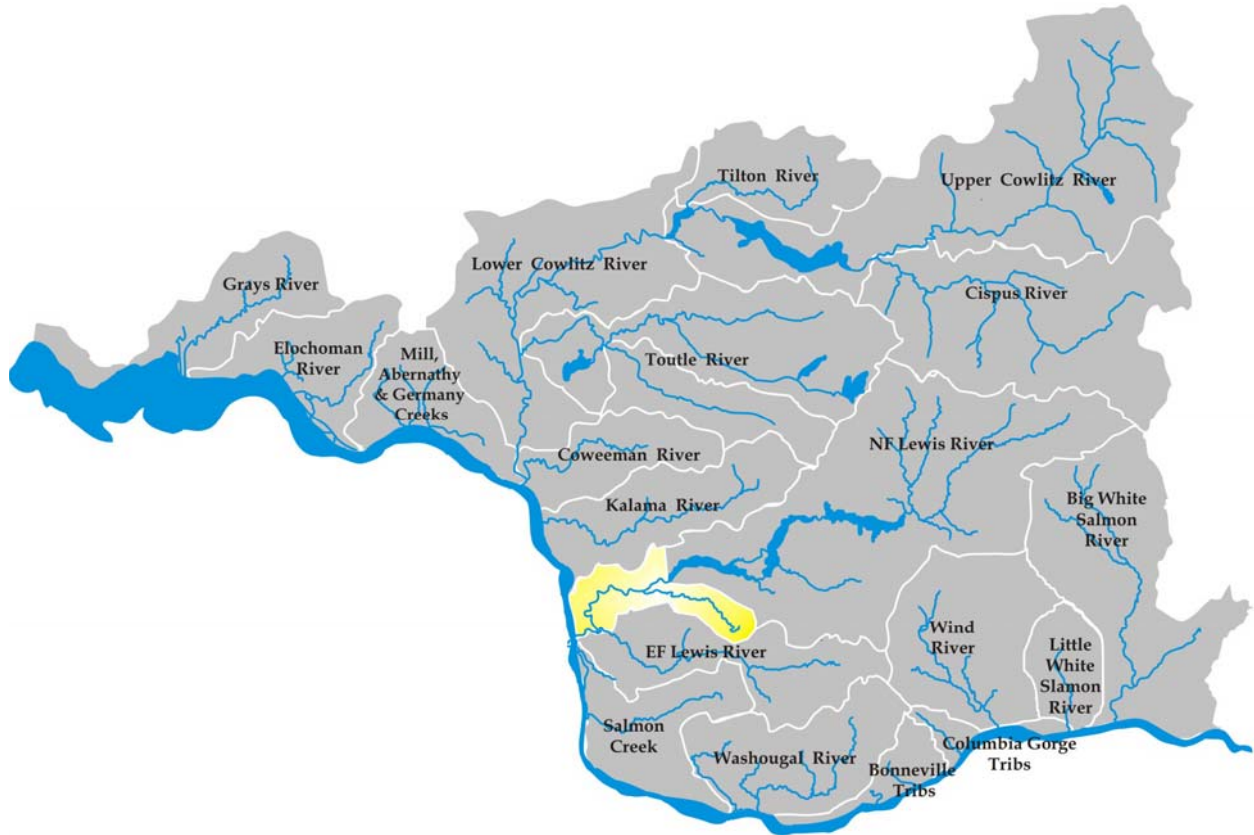 Tilton River
Upper Cowlitz River
Lower Cowlitz River
Grays River
Cispus River
Elochoman
River
Mill,
Abernathy
& Germany
Creeks
Toutle River
NF Lewis River
Coweeman River
Kalama River
Big White
Salmon
River
Wind
River
EF Lewis River
Little
White
Slamon
River
Salmon
Creek
Washougal River
Bonneville
Tribs
Columbia Gorge
Tribs